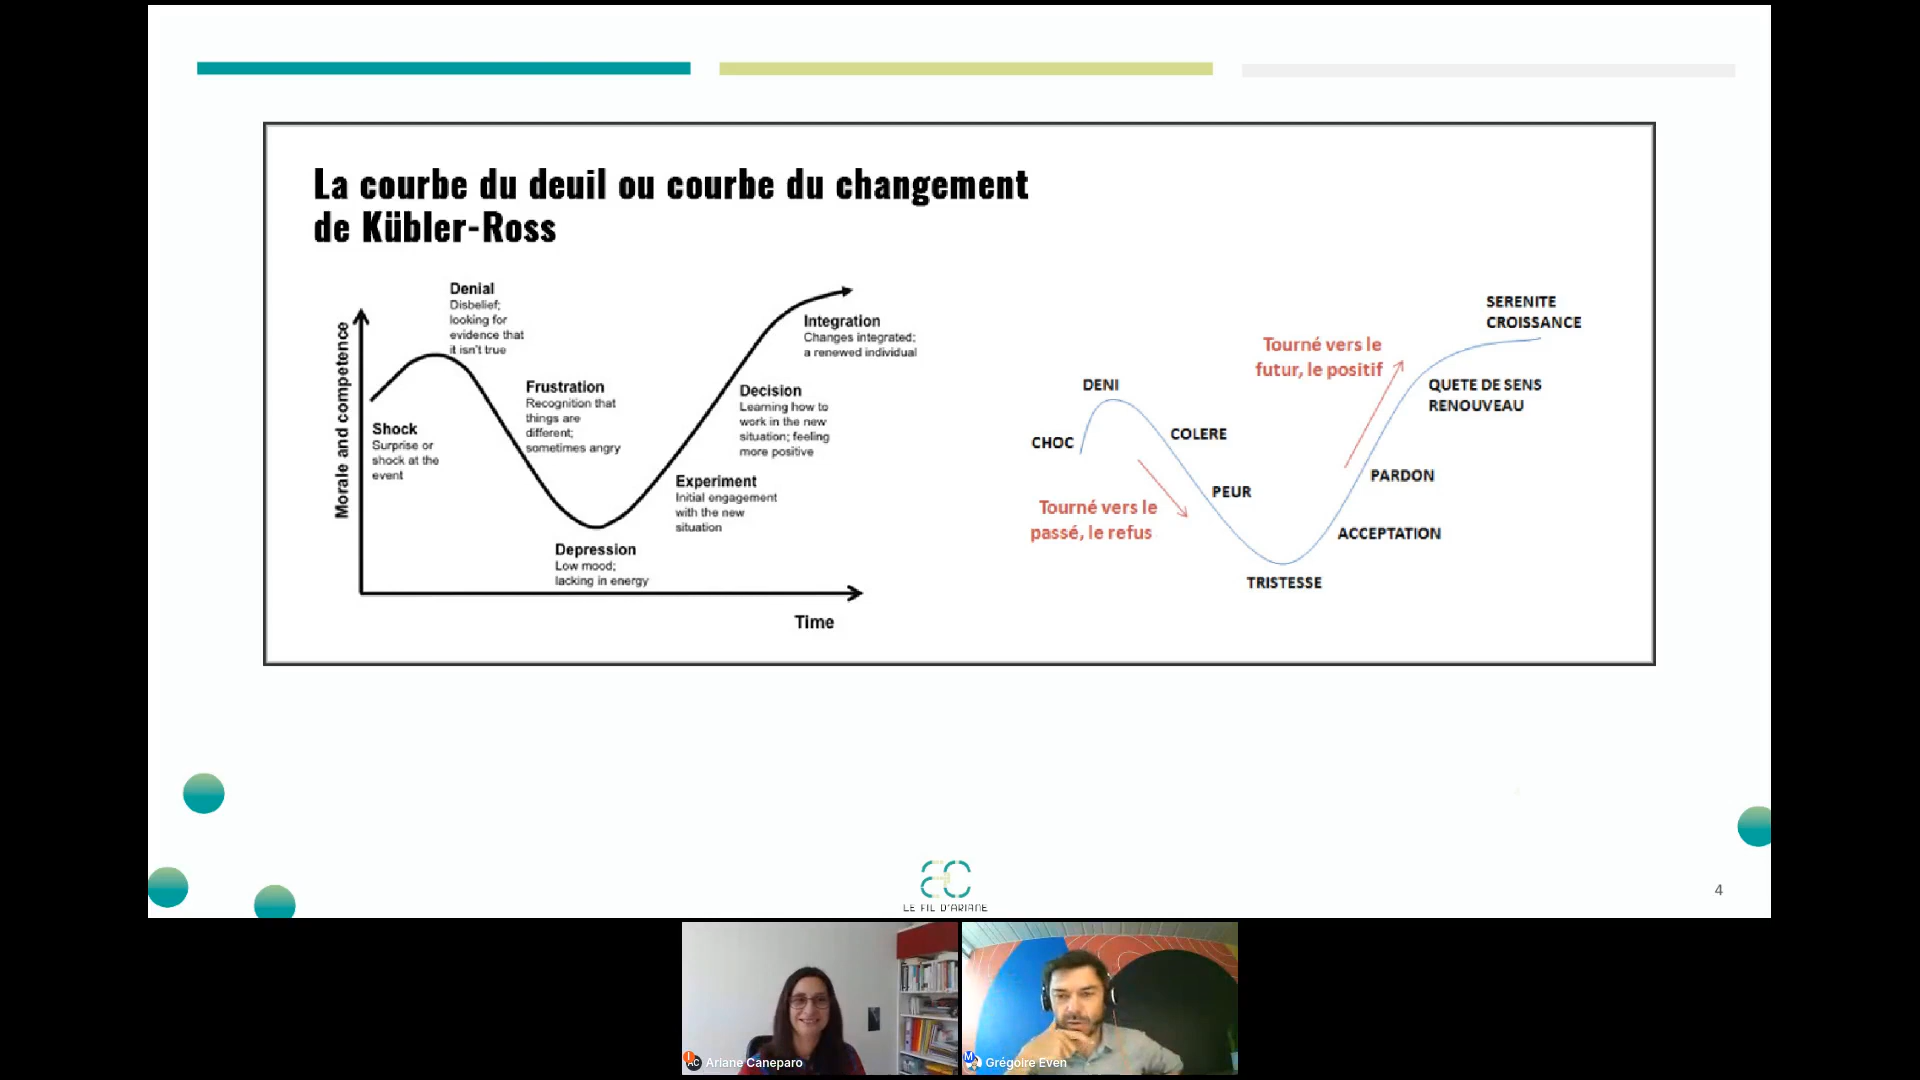 La courbe du deuil ou courbe du changement
de Kübler-Ross
Morale and competence
Denial
Disbelief;
looking for
evidence that
it isn't true
Shock
Surprise or
shock at the
event
Frustration
Recognition that
things are
different;
sometimes angry
Depression
Low mood;
lacking in energy
Experiment
Initial engagement
with the new
situation
Decision
Learning how to
work in the new
situation; feeling
more positive
Integration
Changes integrated;
a renewed individual
Time
CHOC
DENI
COLERE
PEUR
TRISTESSE
ACCEPTATION
PARDON
QUETE DE SENS
RENOUVEAU
SERENITE
CROISSANCE
Tourné vers le
passé, le refus
Tourné vers le
futur, le positif
LE FIL D'ARIANE
4
AC
Ariane Caneparo
Grégoire Even